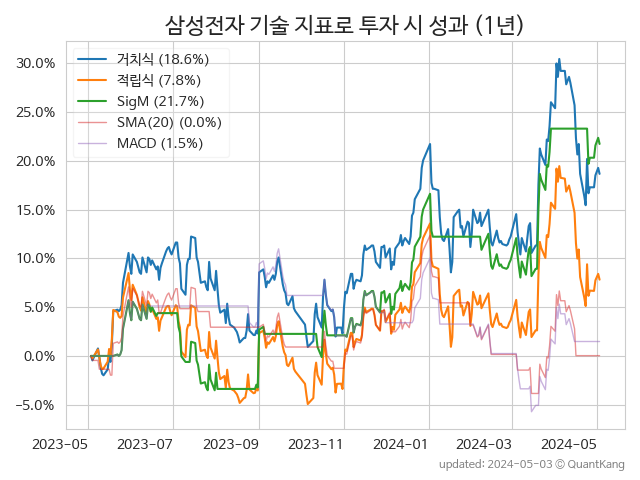 삼성전자 기술 지표로 투자 시 성과 (1년)
거치식 (18.6%)
적립식 (7.8%)
SigM (21.7%)
SMA(20) (0.0%)
MACD (1.5%)
30.0%
25.0%
20.0%
15.0%
10.0%
5.0%
0.0%
−5.0%
2023-05 2023-07 2023-09 2023-11 2024-01 2024-03 2024-05
updated: 2024-05-03 ⓒ QuantKang